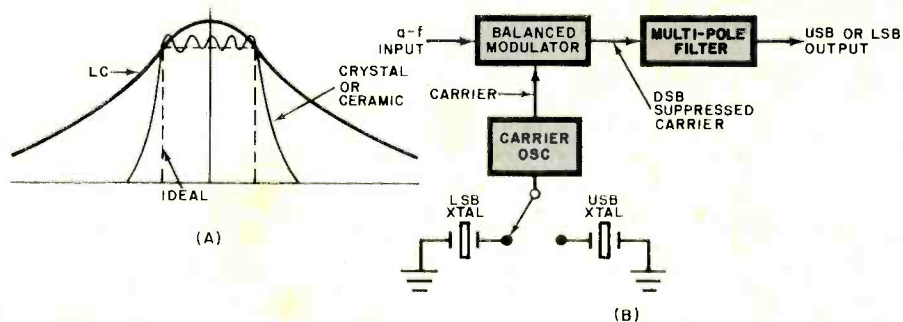 LC
CRYSTAL
OR
CERAMIC
IDEAL
(A)
a-f
INPUT
BALANCED
MODULATOR
MULTI-POLE
FILTER
USB OR LSB
OUTPUT
CARRIER
DSB
SUPPRESSED
CARRIER
CARRIER
OSC
LSB
XTAL
USB
XTAL
(B)